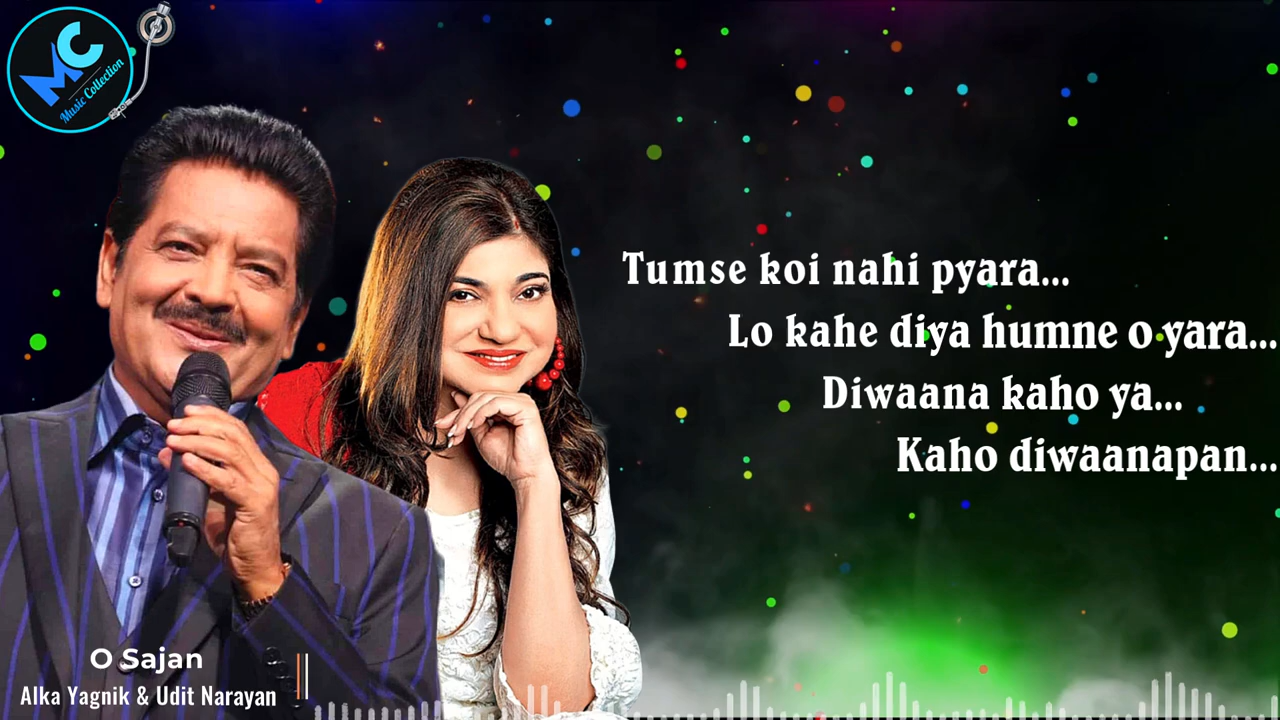 MC
Music Collection
Tumse koi nahi pyara...
Lo kahe diya humne o yara...
Diwaana kaho ya...
Kaho diwaanapan...
O Sajan
Alka Yagnik & Udit Narayan